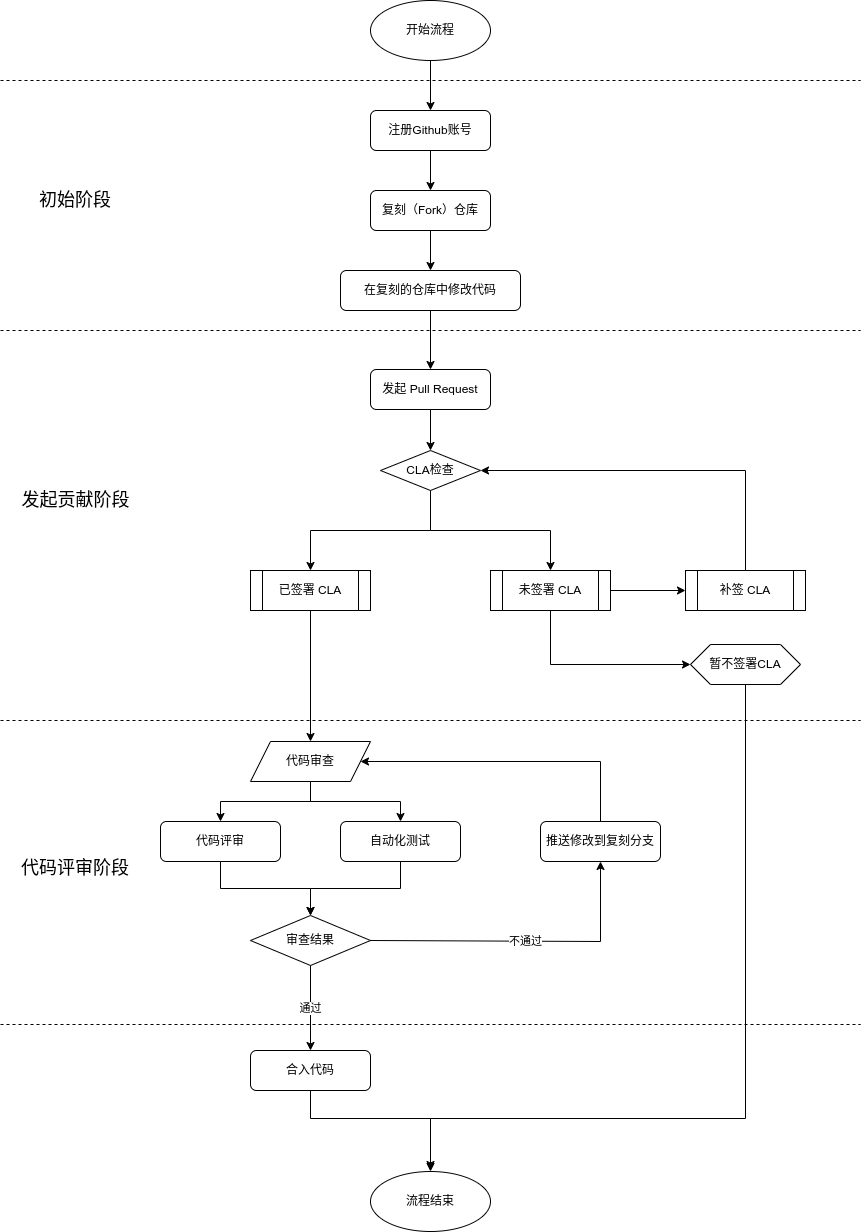 开始流程
初始阶段
注册Github账号
复刻（Fork）仓库
在复刻的仓库中修改代码
发起贡献阶段
发起 Pull Request
CLA检查
已签署 CLA
未签署 CLA
补签 CLA
暂不签署CLA
代码评审阶段
代码审查
代码评审
自动化测试
推送修改到复刻分支
审查结果
不通过
通过
合入代码
流程结束